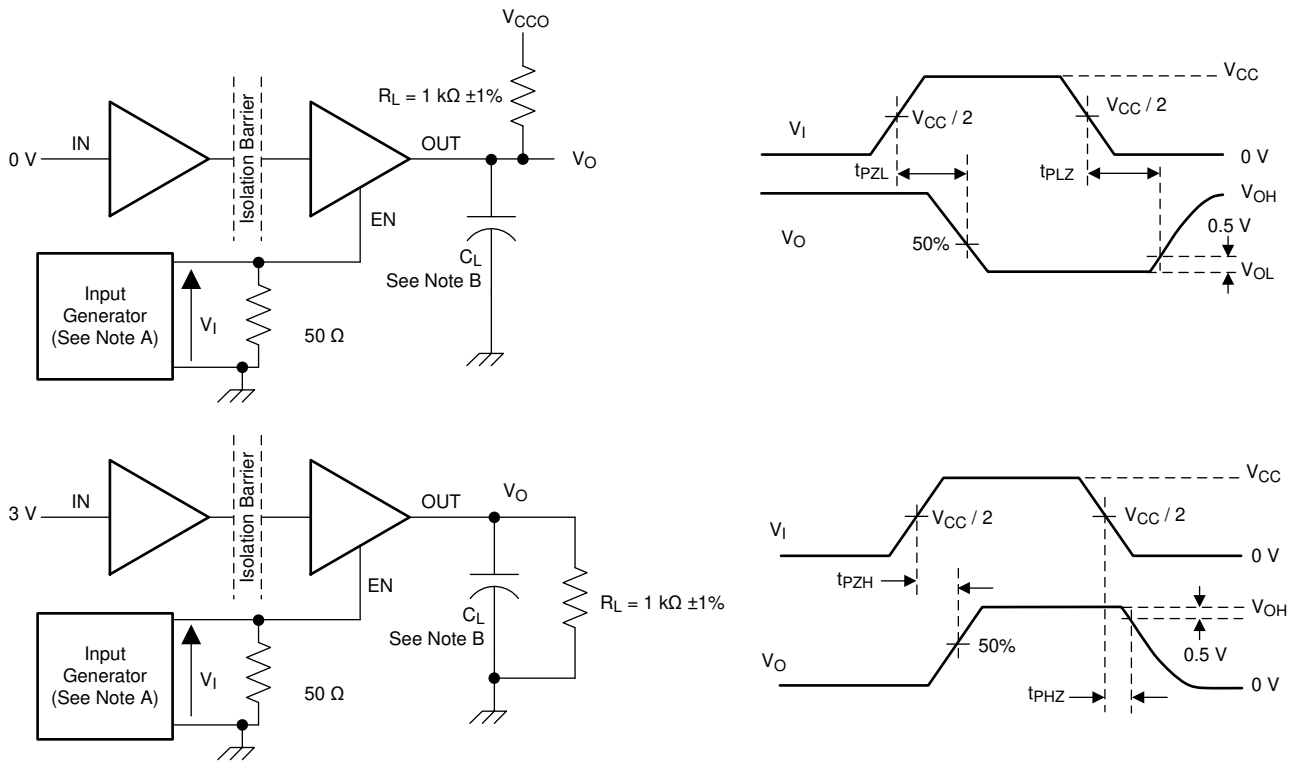 VCCO
RL = 1 kΩ ±1%
Isolation Barrier
0 V
IN
OUT
VO
EN
CL
See Note B
Input
Generator
(See Note A)
VI
50 Ω
VCC
VCC / 2
VCC / 2
VI
0 V
tPZL
tPLZ
VOH
0.5 V
VO
50%
VOL
Isolation Barrier
3 V
IN
OUT
VO
EN
CL
See Note B
RL = 1 kΩ ±1%
Input
Generator
(See Note A)
VI
50 Ω
VCC
VCC / 2
VCC / 2
VI
0 V
tPZH
VOH
0.5 V
50%
VO
0 V
tPHZ